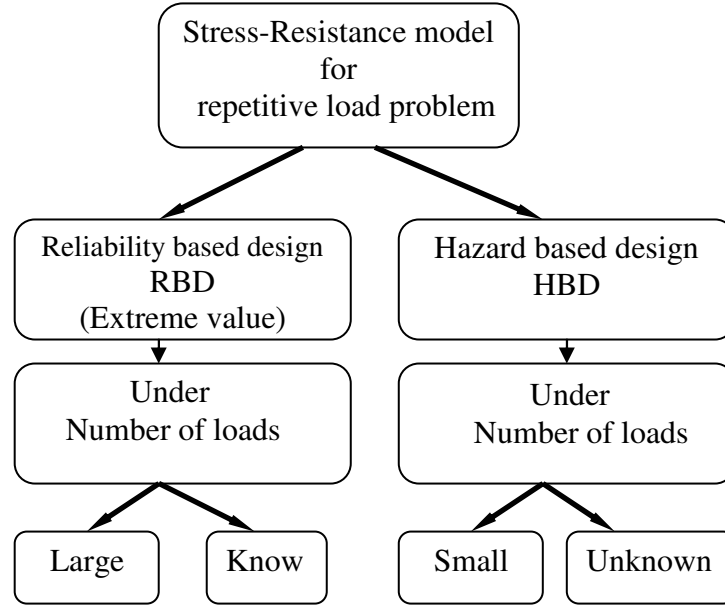 Stress-Resistance model
for
repetitive load problem
Reliability based design
RBD
(Extreme value)
Hazard based design
HBD
Under
Number of loads
Under
Number of loads
Large
Know
Small
Unknown